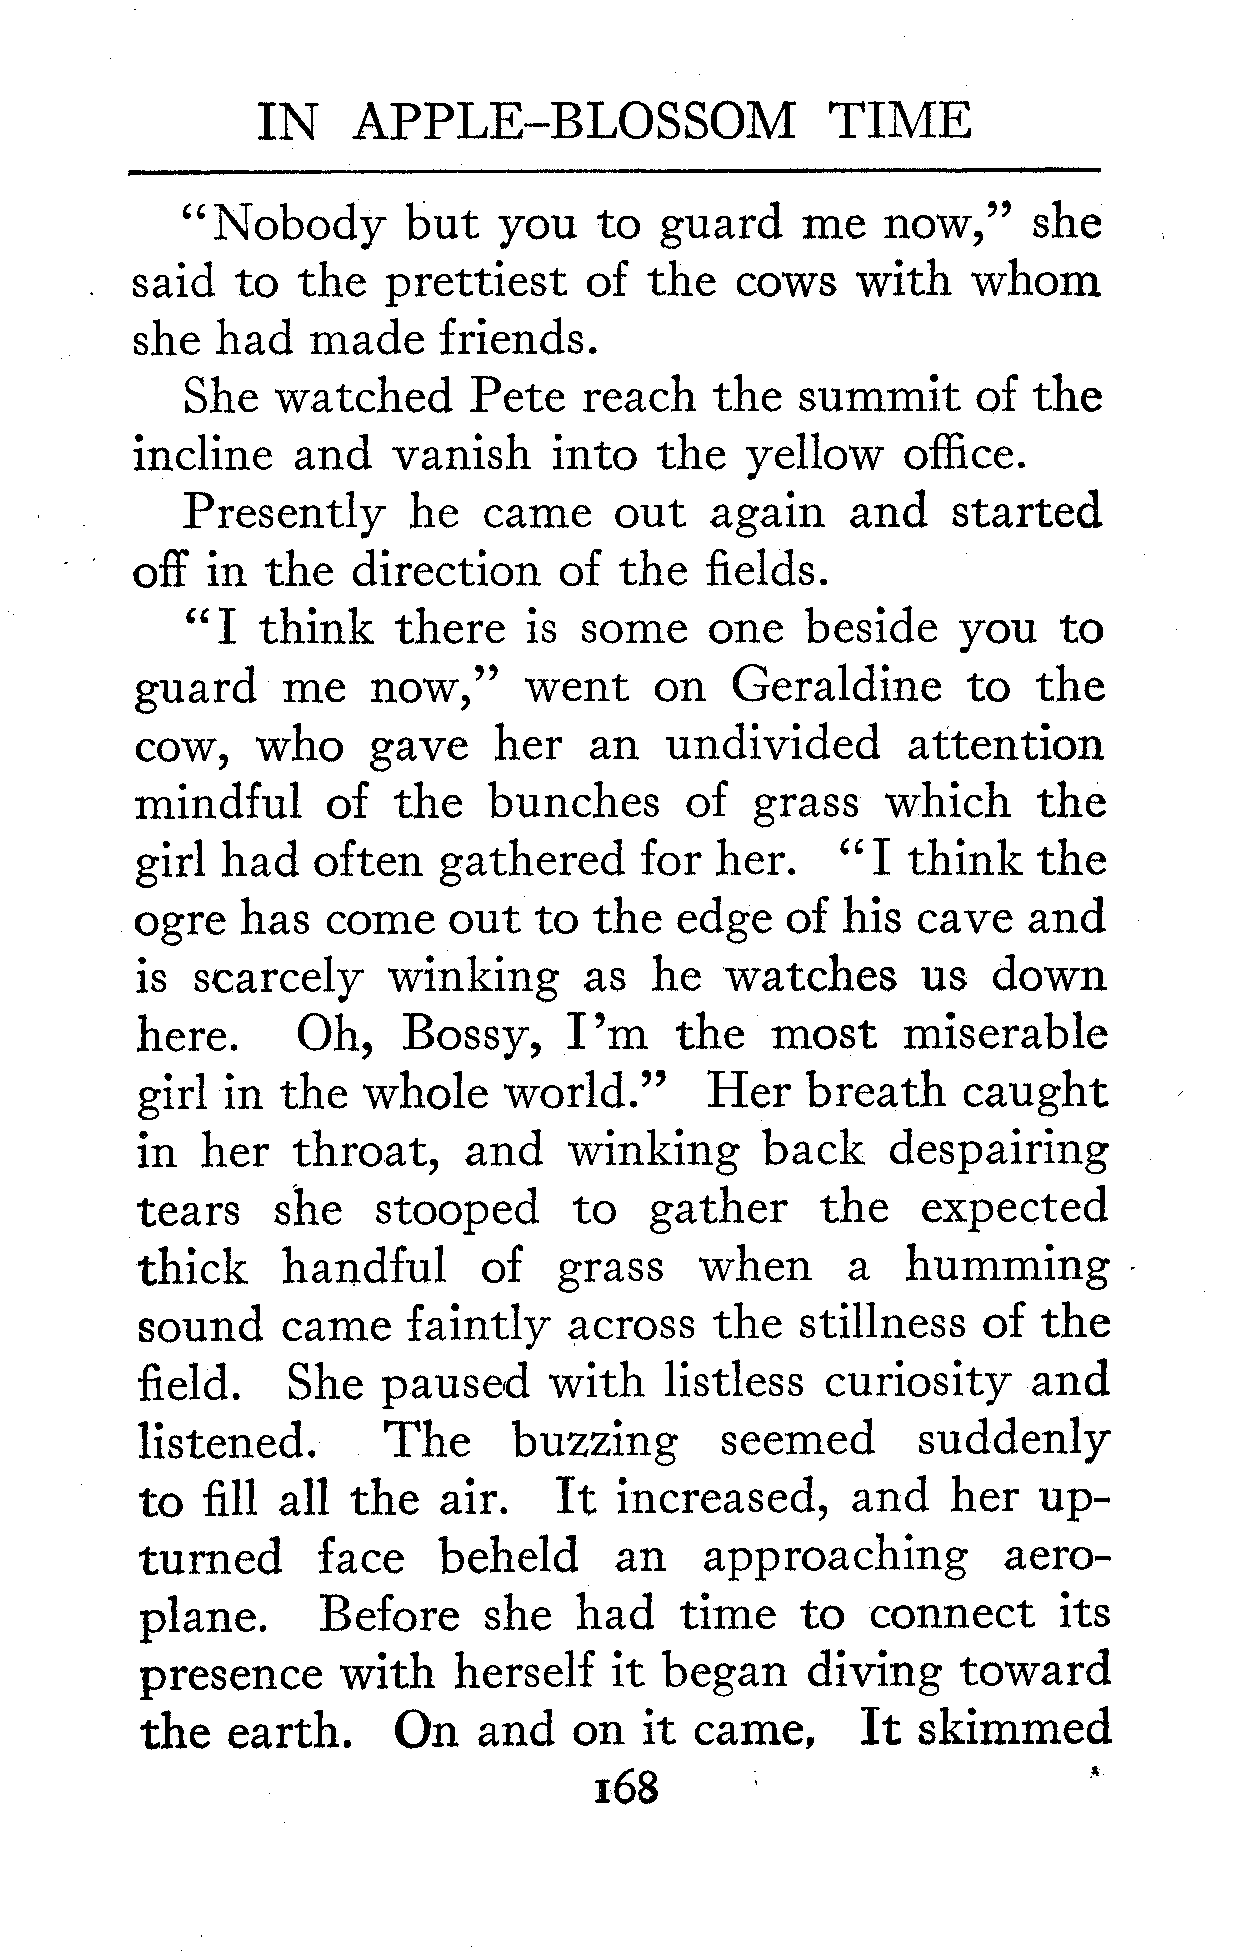 IN APPLE-BLOSSOM TIME
“Nobody but you to guard me now,” she
said to the prettiest of the cows with whom
she had made friends.
She watched Pete reach the summit of the
incline and vanish into the yellow office.
Presently he came out again and started
off in the direction of the fields.
“I think there is some one beside you to
guard me now,” went on Geraldine to the
cow, who gave her an undivided attention
mindful of the bunches of grass which the
girl had often gathered for her. “I think the
ogre has come out to the edge of his cave and
is scarcely winking as he watches us down
here. Oh, Bossy, I’m the most miserable
girl in the whole world.” Her breath caught
in her throat, and winking back despairing
tears she stooped to gather the expected
thick handful of grass when a humming
sound came faintly across the stillness of the
field. She paused with listless curiosity and
listened. The buzzing seemed suddenly
to fill all the air. It increased, and her up-
turned face beheld an approaching aero-
plane. Before she had time to connect its
presence with herself it began diving toward
the earth. On and on it came, It skimmed
168